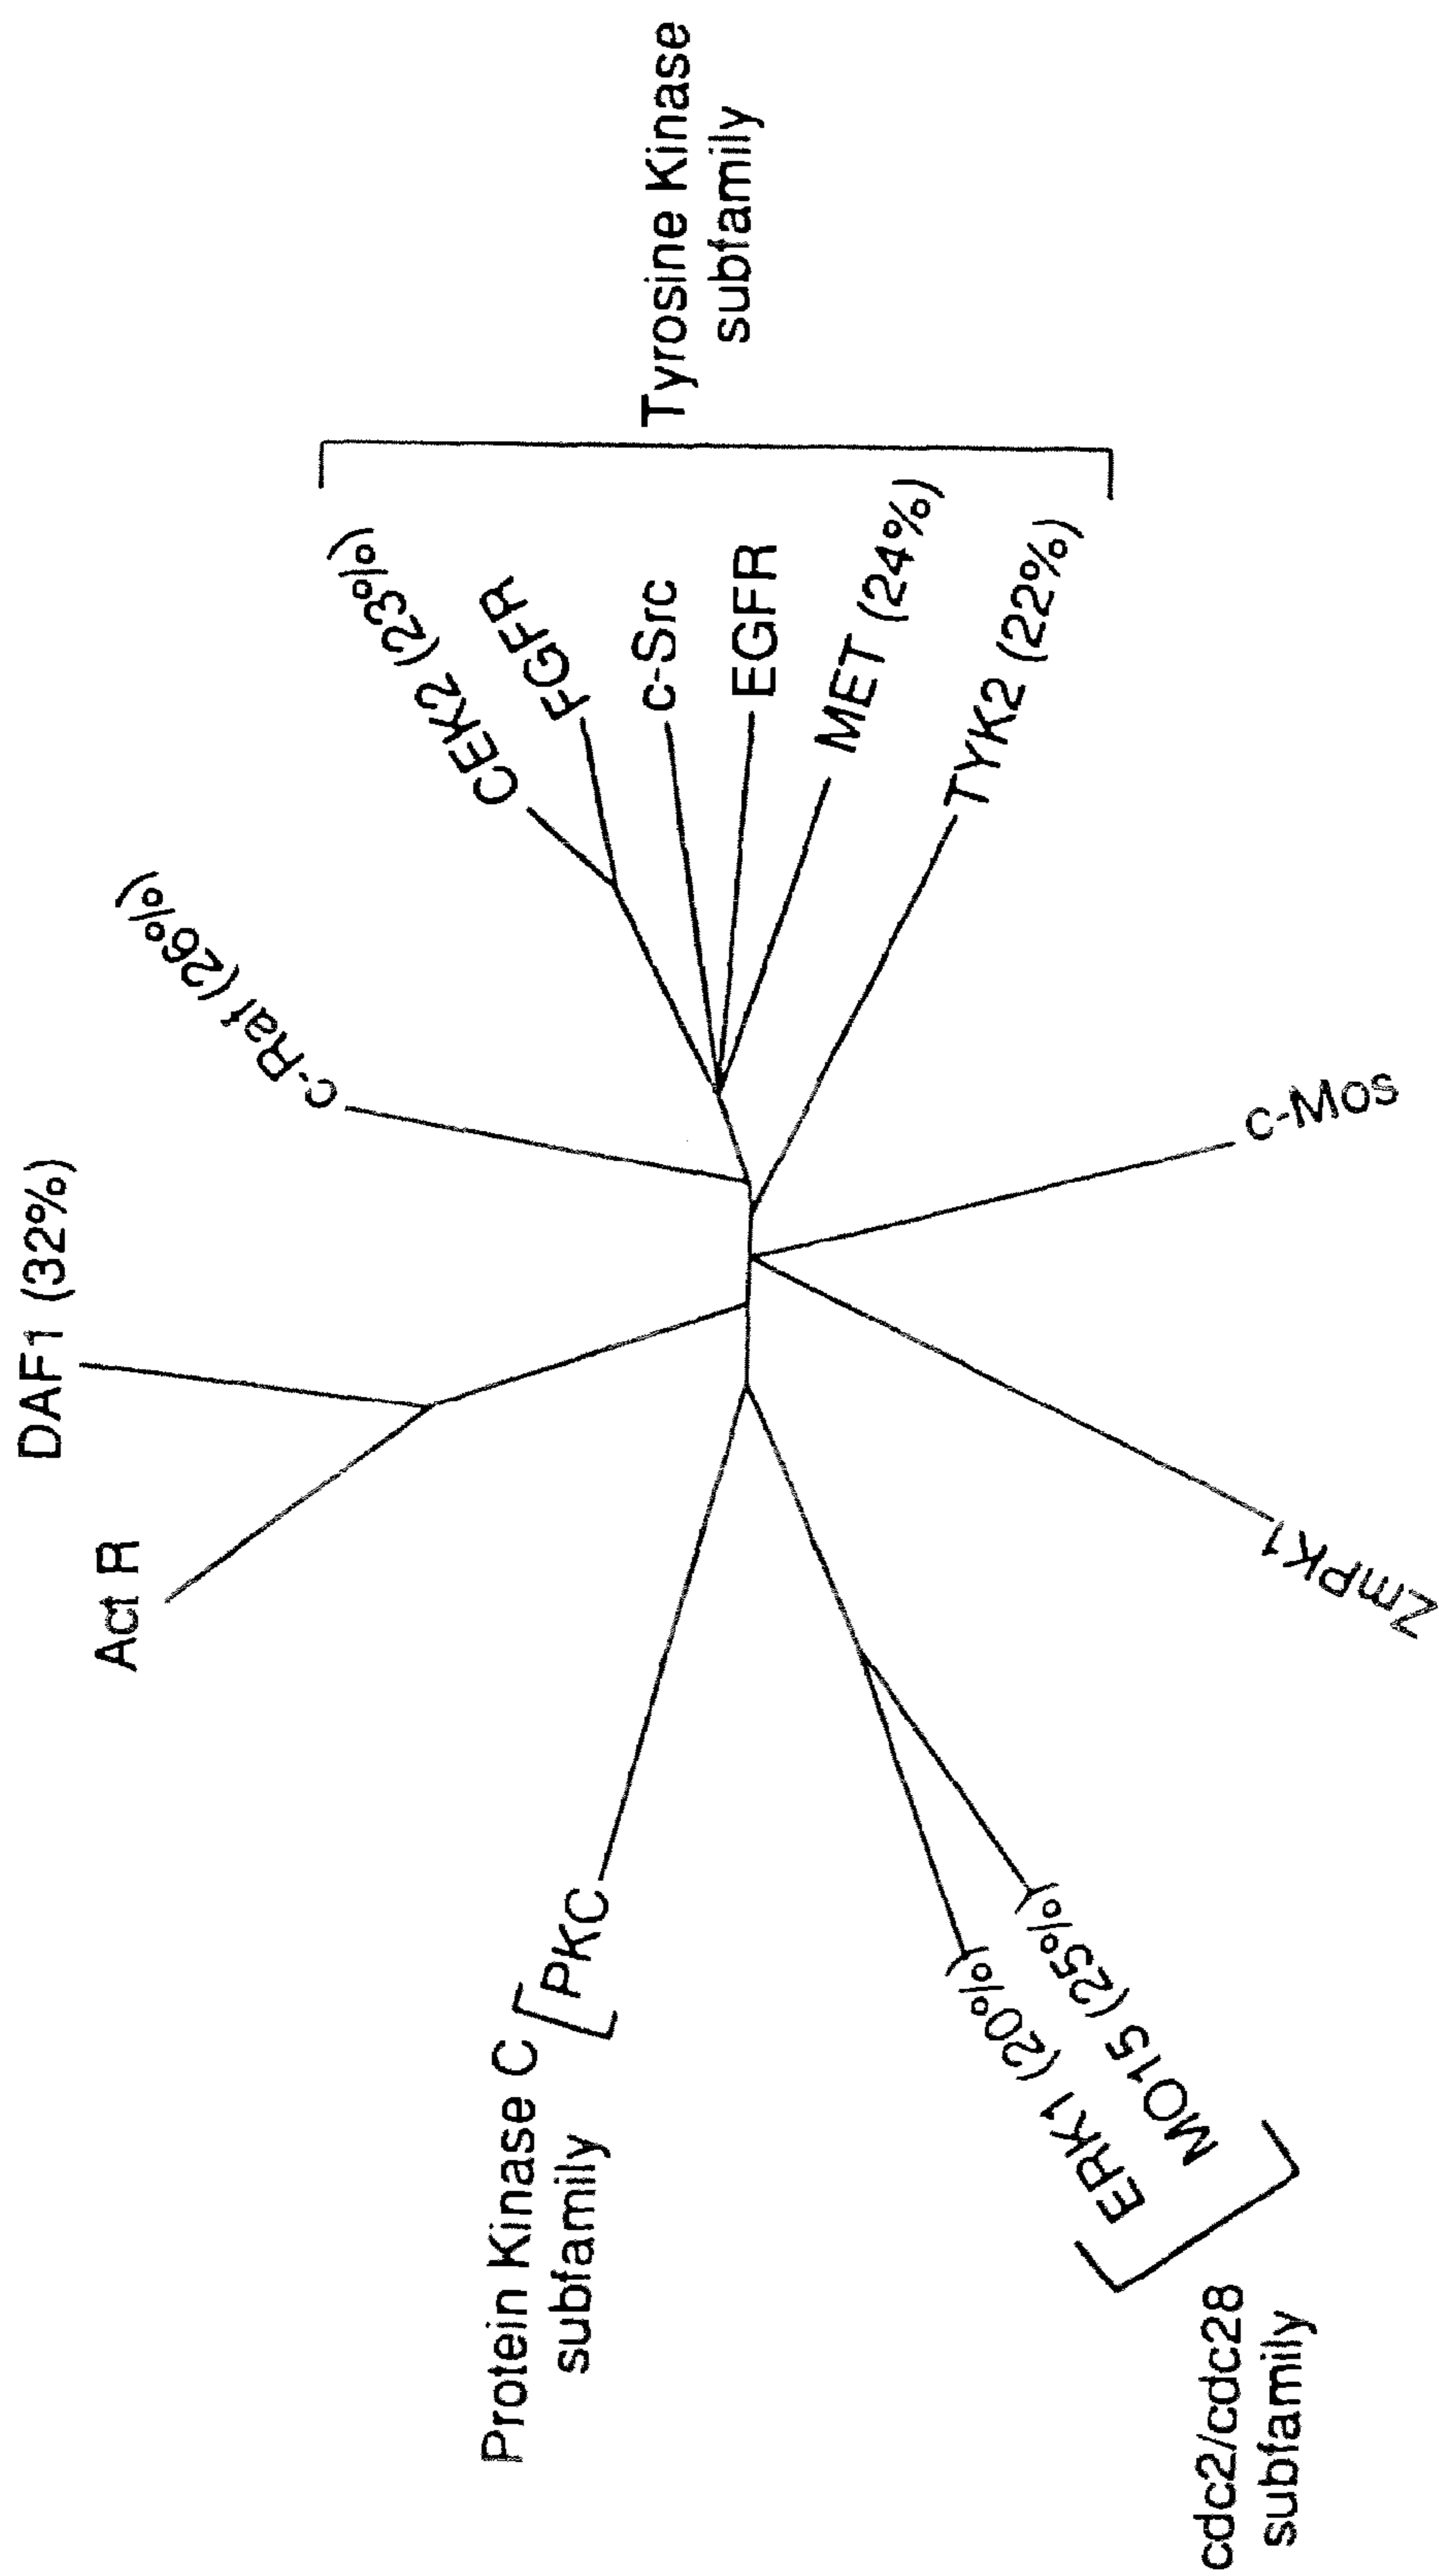 DAF1 (32%)
Act R
c-Raf (26%)
CEK2 (23%)
FGFR
c-Src
EGFR
MET (24%)
TYK2 (22%)
Tyrosine Kinase
subfamily
c-Mos
ZmPK1
Protein Kinase C
subfamily
PKC
ERK1 (20%)
MO15 (25%)
cdc2/cdc28
subfamily